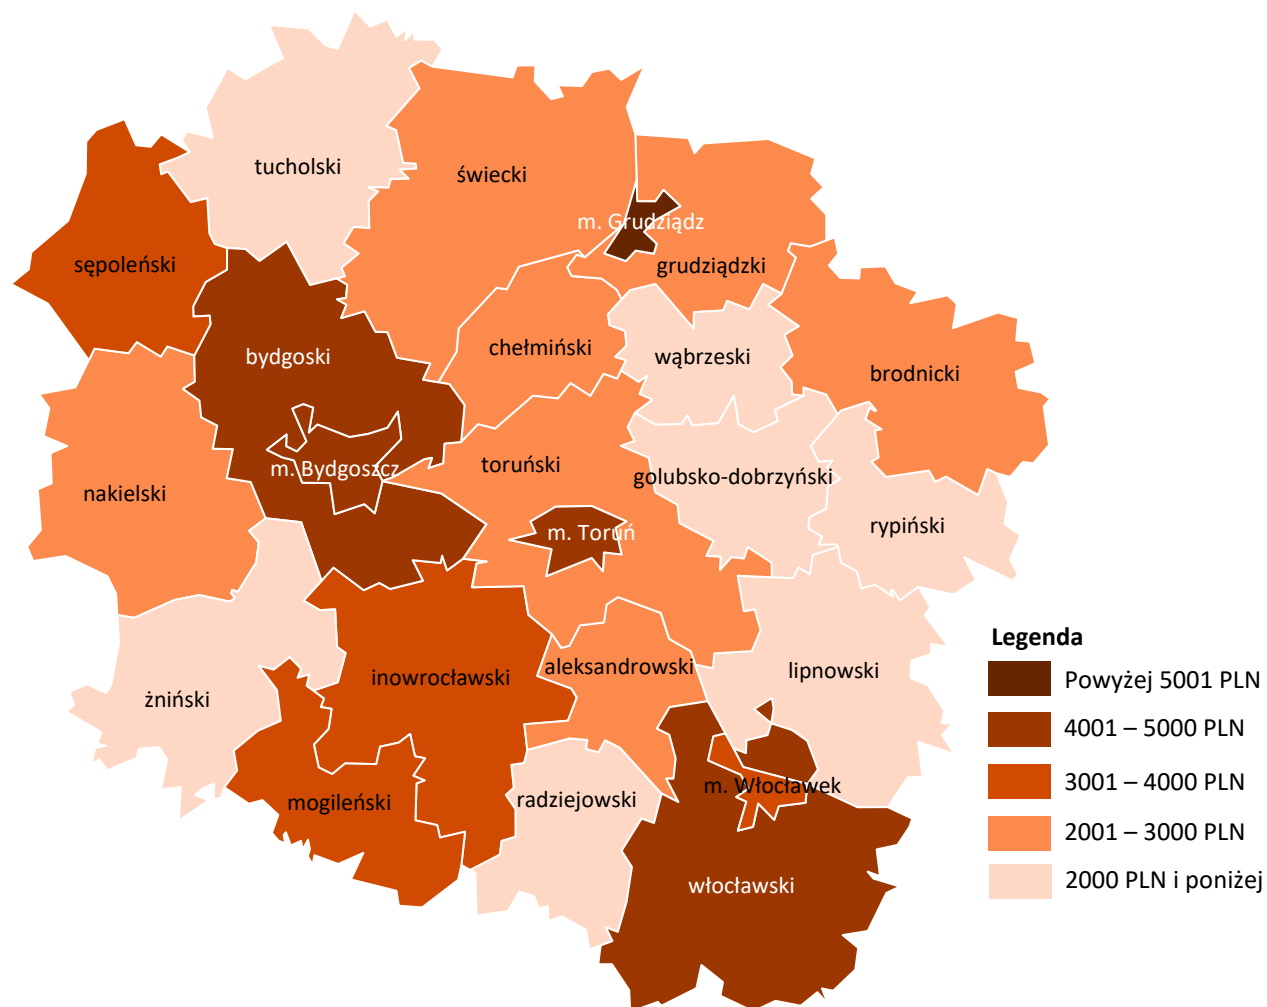 tucholski
świecki
m. Grudziądz
sępoleński
grudziądzki
bydgoski
chełmiński
wąbrzeski
brodnicki
m. Bydgoszcz
toruński
golubsko-dobrzyński
nakielski
m. Toruń
rypiński
Legenda
aleksandrowski
lipnowski
inowrocławski
żniński
Powyżej 5001 PLN
4001 – 5000 PLN
3001 – 4000 PLN
m. Włocławek
mogileński
radziejowski
2001 – 3000 PLN
włocławski
2000 PLN i poniżej